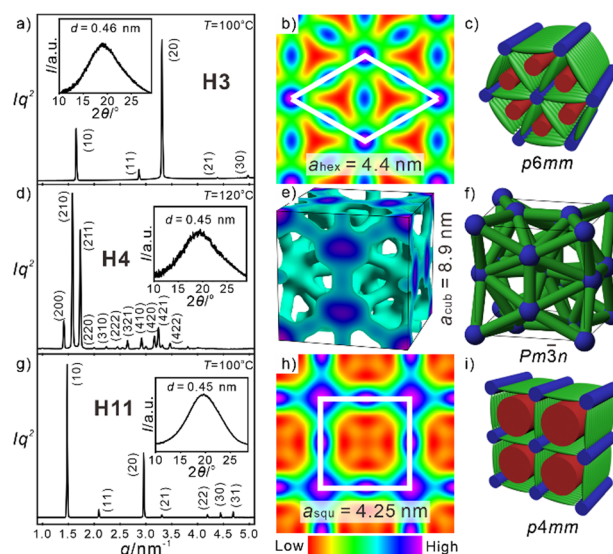 a)
T=100°C
d = 0.46 nm
I/a.u.
10 15 20 25
2θ/°
Iq²
H3
(10)
(11)
(20)
(21)
(30)
b)
a_hex = 4.4 nm
c)
p6mm
d)
T=120°C
d = 0.45 nm
I/a.u.
10 15 20 25
2θ/°
Iq²
H4
(200)
(210)
(211)
(220)
(310)
(222)
(321)
(410)
(420)
(421)
(422)
e)
a_cub = 8.9 nm
f)
Pm3̄n
g)
T=100°C
d = 0.45 nm
I/a.u.
10 15 20 25
2θ/°
Iq²
H11
(10)
(11)
(20)
(21)
(22)
(30)
(31)
1.0 1.5 2.0 2.5 3.0 3.5 4.0 4.5 5.0
q/nm⁻¹
h)
a_squ = 4.25 nm
Low High
i)
p4mm